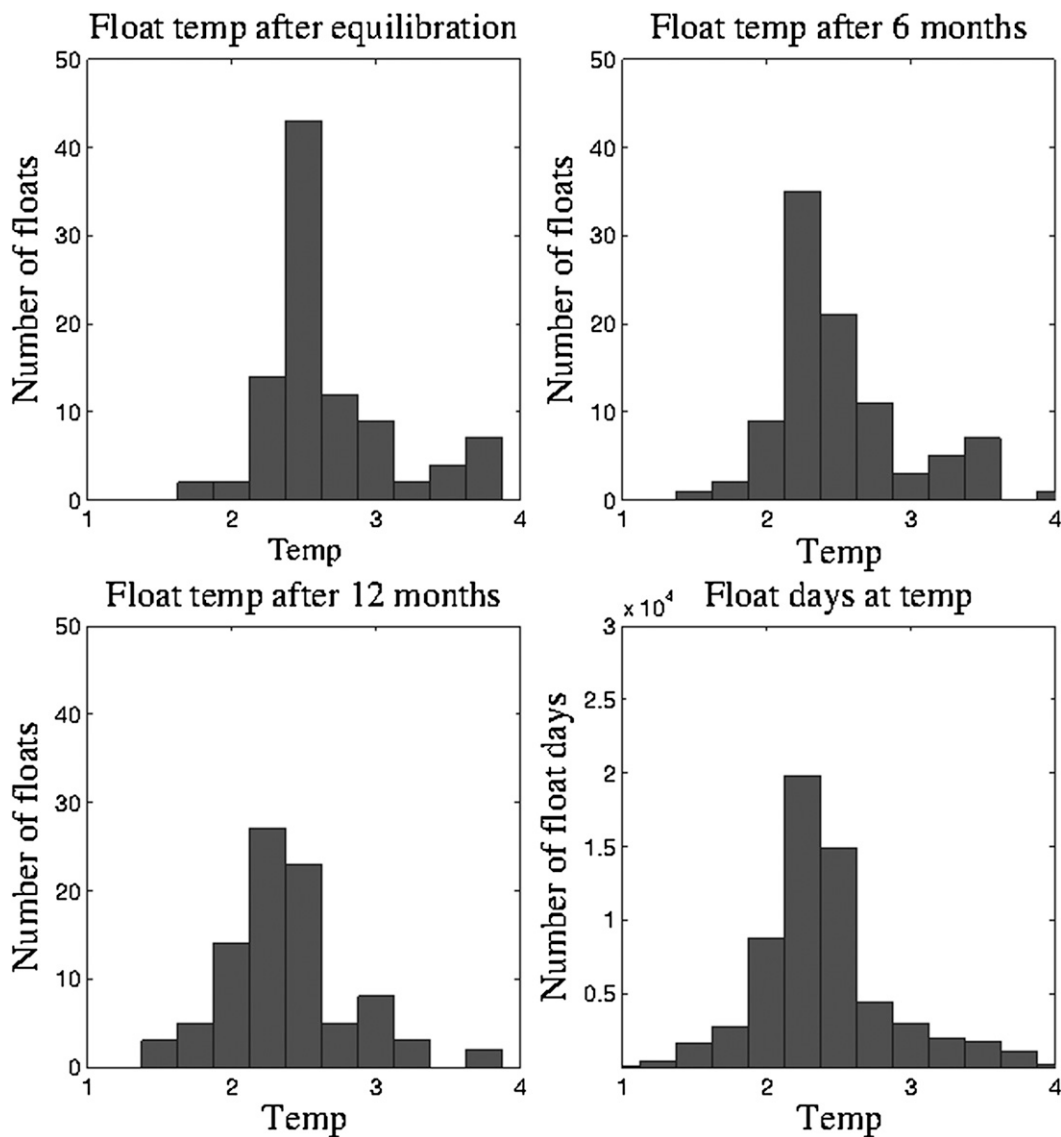 Float temp after equilibration
50
40
30
20
10
0
1 2 3 4
Number of floats
Temp
Float temp after 6 months
50
40
30
20
10
0
1 2 3 4
Number of floats
Temp
Float temp after 12 months
50
40
30
20
10
0
1 2 3 4
Number of floats
Temp
Float days at temp
x 10^4
3
2.5
2
1.5
1
0.5
1 2 3 4
Number of float days
Temp